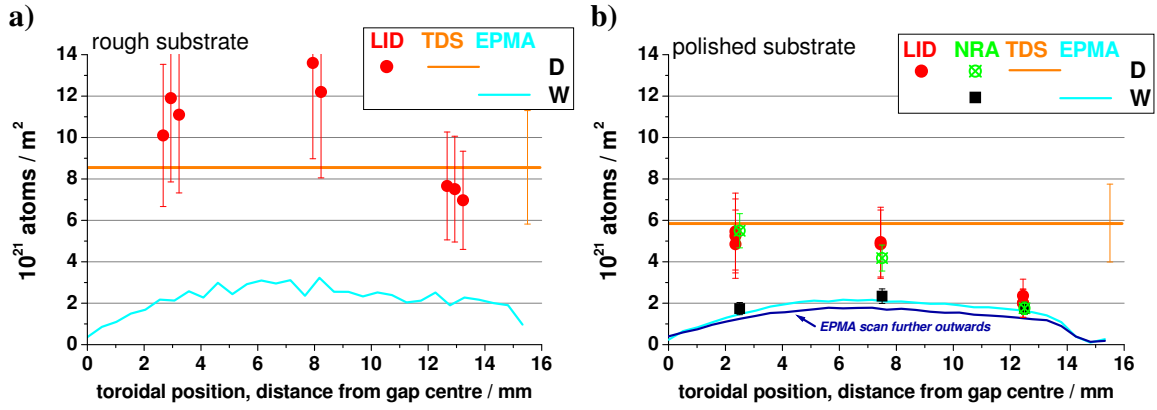 a)
rough substrate
LID TDS EPMA
D
W
14
12
10
8
6
4
2
0
10²¹ atoms / m²
0 2 4 6 8 10 12 14 16
toroidal position, distance from gap centre / mm
b)
polished substrate
LID NRA TDS EPMA
D
W
14
12
10
8
6
4
2
0
10²¹ atoms / m²
EPMA scan further outwards
0 2 4 6 8 10 12 14 16
toroidal position, distance from gap centre / mm